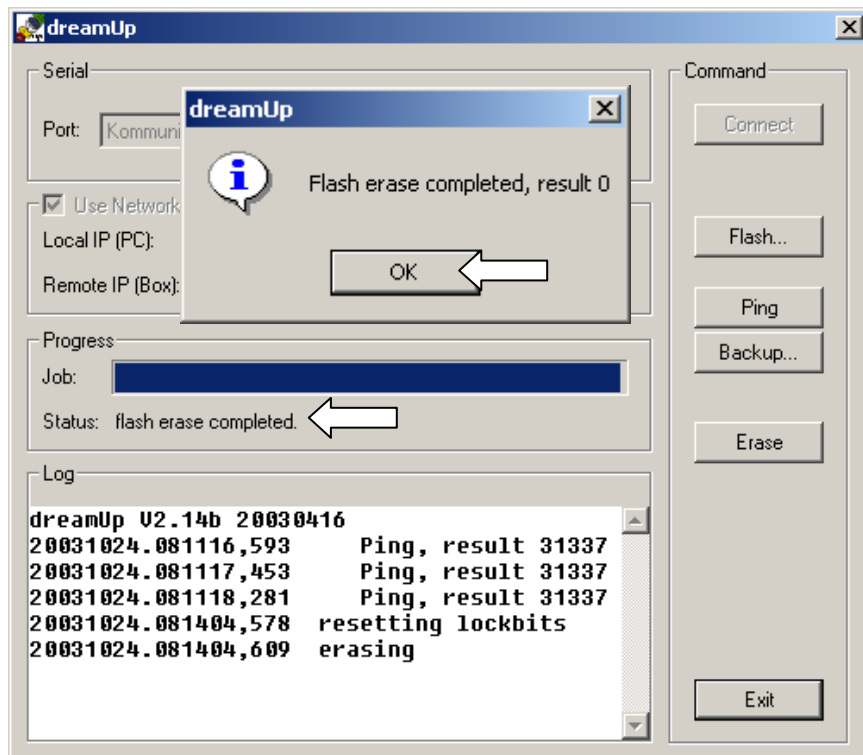 dreamUp
Serial
Port: Kommuni
Use Network
Local IP (PC):
Remote IP (Box):
dreamUp
Flash erase completed, result 0
OK
Progress
Job:
Status: flash erase completed.
Log
dreamUp V2.14b 20030416
20031024.081116,593 Ping, result 31337
20031024.081117,453 Ping, result 31337
20031024.081118,281 Ping, result 31337
20031024.081404,578 resetting lockbits
20031024.081404,609 erasing
Command
Connect
Flash...
Ping
Backup...
Erase
Exit